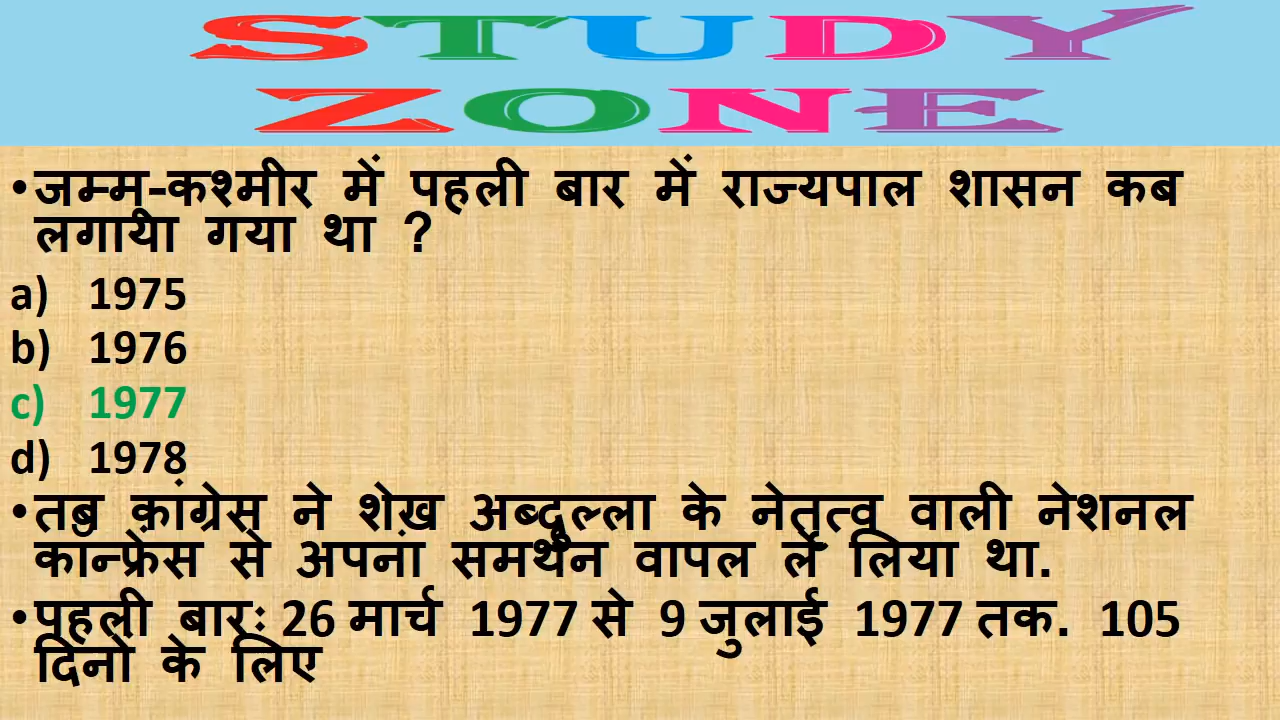 STUDY
ZONE
•जम्म-कश्मीर में पहली बार में राज्यपाल शासन कब
लगाया गया था ?
a) 1975
b) 1976
c) 1977
d) 1978
•तब कांग्रेस ने शेख अब्दुल्ला के नेतृत्व वाली नेशनल
कान्फ्रेंस से अपना समर्थन वापल ले लिया था.
•पहली बारः 26 मार्च 1977 से 9 जुलाई 1977 तक. 105
दिनों के लिए